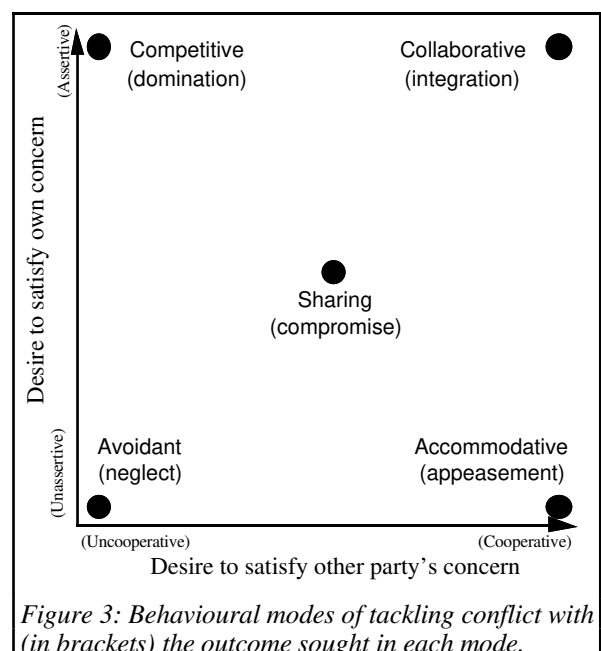 (Assertive)
Competitive
(domination)
Collaborative
(integration)
Desire to satisfy own concern
Sharing
(compromise)
(Unassertive)
Avoidant
(neglect)
Accommodative
(appeasement)
(Uncooperative)
(Cooperative)
Desire to satisfy other party's concern
Figure 3: Behavioural modes of tackling conflict with
(in brackets) the outcome sought in each mode.